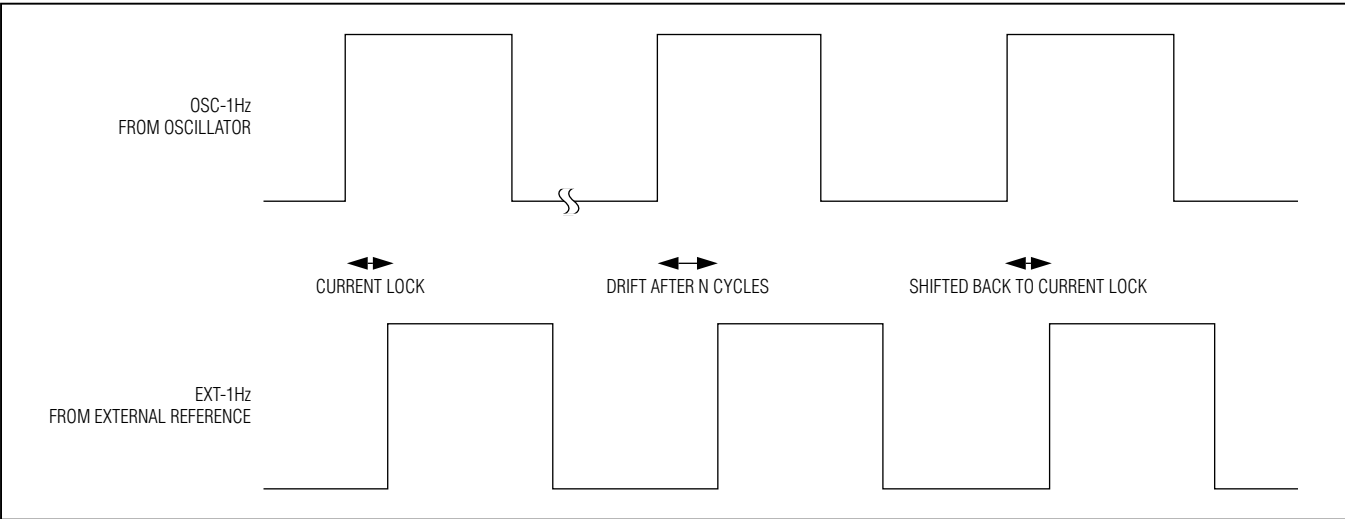 OSC-1Hz
FROM OSCILLATOR
CURRENT LOCK
DRIFT AFTER N CYCLES
SHIFTED BACK TO CURRENT LOCK
EXT-1Hz
FROM EXTERNAL REFERENCE